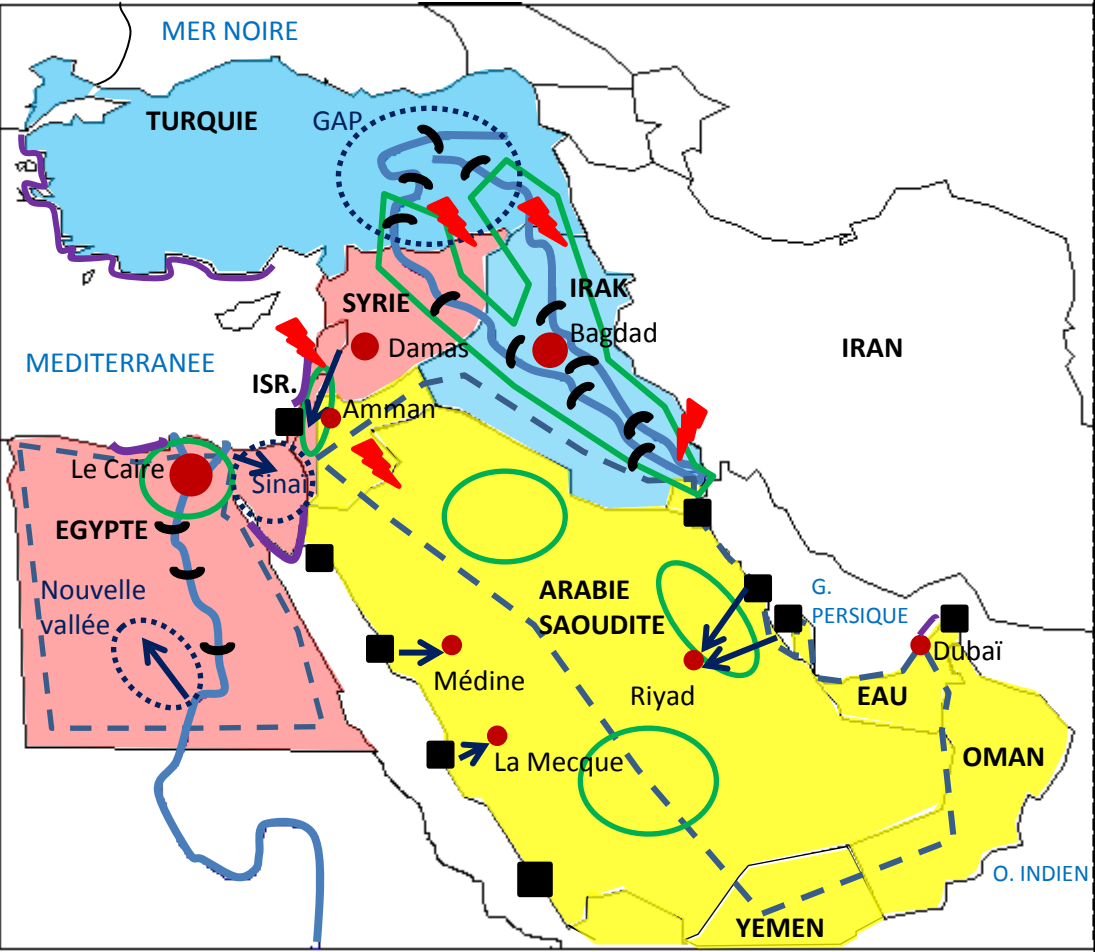 MER NOIRE
TURQUIE
GAP
SYRIE
IRAK
Bagdad
Damas
IRAN
MEDITERRANEE
ISR.
Amman
Le Caire
Sinaï
EGYPTE
Nouvelle
vallée
ARABIE
SAOUDITE
G.
PERSIQUE
Dubaï
Médine
Riyad
EAU
La Mecque
OMAN
O. INDIEN
YEMEN